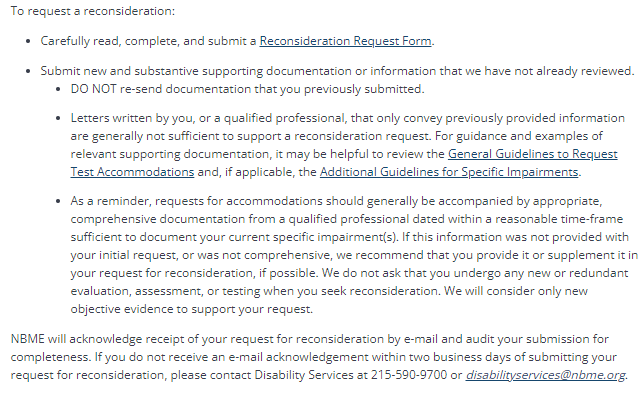 To request a reconsideration:
• Carefully read, complete, and submit a Reconsideration Request Form.
• Submit new and substantive supporting documentation or information that we have not already reviewed.
• DO NOT re-send documentation that you previously submitted.
• Letters written by you, or a qualified professional, that only convey previously provided information
are generally not sufficient to support a reconsideration request. For guidance and examples of
relevant supporting documentation, it may be helpful to review the General Guidelines to Request
Test Accommodations and, if applicable, the Additional Guidelines for Specific Impairments.
• As a reminder, requests for accommodations should generally be accompanied by appropriate,
comprehensive documentation from a qualified professional dated within a reasonable time-frame
sufficient to document your current specific impairment(s). If this information was not provided with
your initial request, or was not comprehensive, we recommend that you provide it or supplement it in
your request for reconsideration, if possible. We do not ask that you undergo any new or redundant
evaluation, assessment, or testing when you seek reconsideration. We will consider only new
objective evidence to support your request.
NBME will acknowledge receipt of your request for reconsideration by e-mail and audit your submission for
completeness. If you do not receive an e-mail acknowledgement within two business days of submitting your
request for reconsideration, please contact Disability Services at 215-590-9700 or disabilityservices@nbme.org.